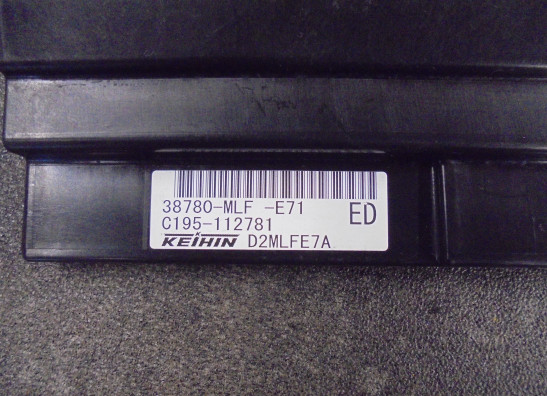 38780-MLF -E71
ED
C195-112781
KEIHIN D2MLFE7A